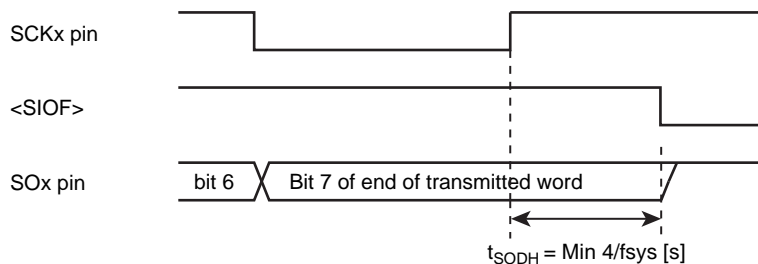 SCKx pin
<SIOF>
SOx pin
bit 6
Bit 7 of end of transmitted word
tSODH = Min 4/fsys [s]